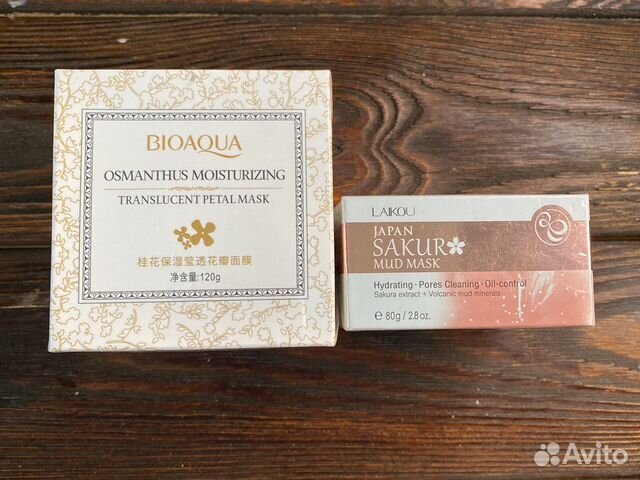 BIOAQUA
OSMANTHUS MOISTURIZING
TRANSLUCENT PETAL MASK
桂花保湿莹透花瓣面膜
净含量:120g
LAIKOU
JAPAN
SAKUR
MUD MASK
Hydrating · Pores Cleaning · Oil-control
Sakura extract + Volcanic mud minerals
℮ 80g / 2.8 oz.
Avito